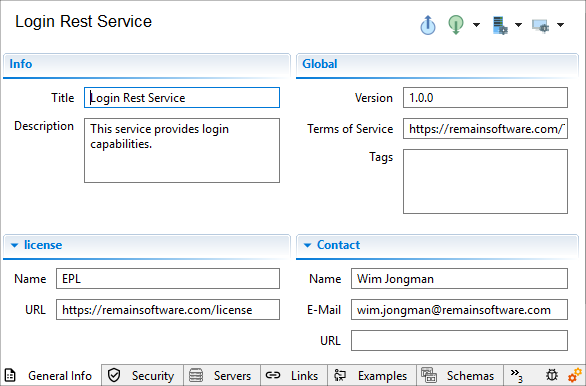 Login Rest Service
Info
Title
Login Rest Service
Description
This service provides login
capabilities.
Global
Version
1.0.0
Terms of Service
https://remainsoftware.com/
Tags
license
Name
EPL
URL
https://remainsoftware.com/license
Contact
Name
Wim Jongman
E-Mail
wim.jongman@remainsoftware.com
URL
General Info Security Servers Links Examples Schemas »3